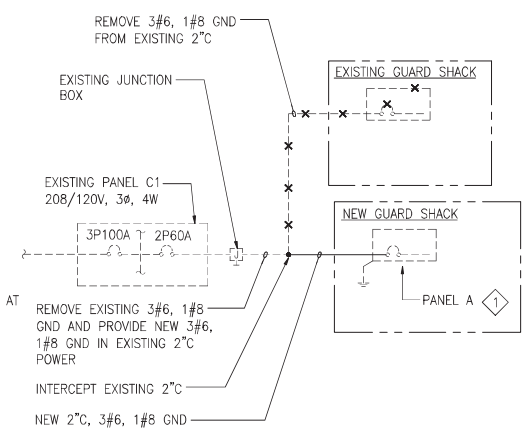 REMOVE 3#6, 1#8 GND
FROM EXISTING 2"C
EXISTING JUNCTION
BOX
EXISTING GUARD SHACK
EXISTING PANEL C1
208/120V, 3ø, 4W
3P100A
2P60A
J
NEW GUARD SHACK
PANEL A
1
AT
REMOVE EXISTING 3#6, 1#8
GND AND PROVIDE NEW 3#6,
1#8 GND IN EXISTING 2"C
POWER
INTERCEPT EXISTING 2"C
NEW 2"C, 3#6, 1#8 GND